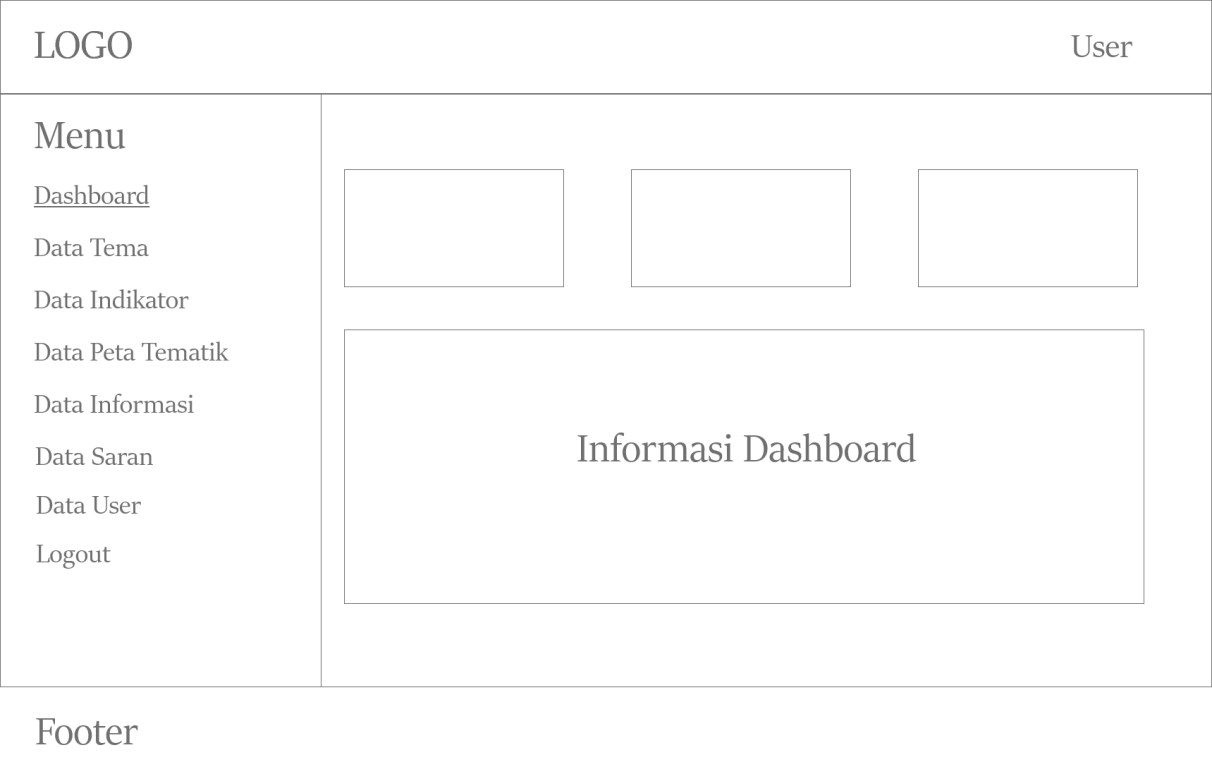 LOGO
User
Menu
Dashboard
Data Tema
Data Indikator
Data Peta Tematik
Data Informasi
Data Saran
Data User
Logout
Informasi Dashboard
Footer